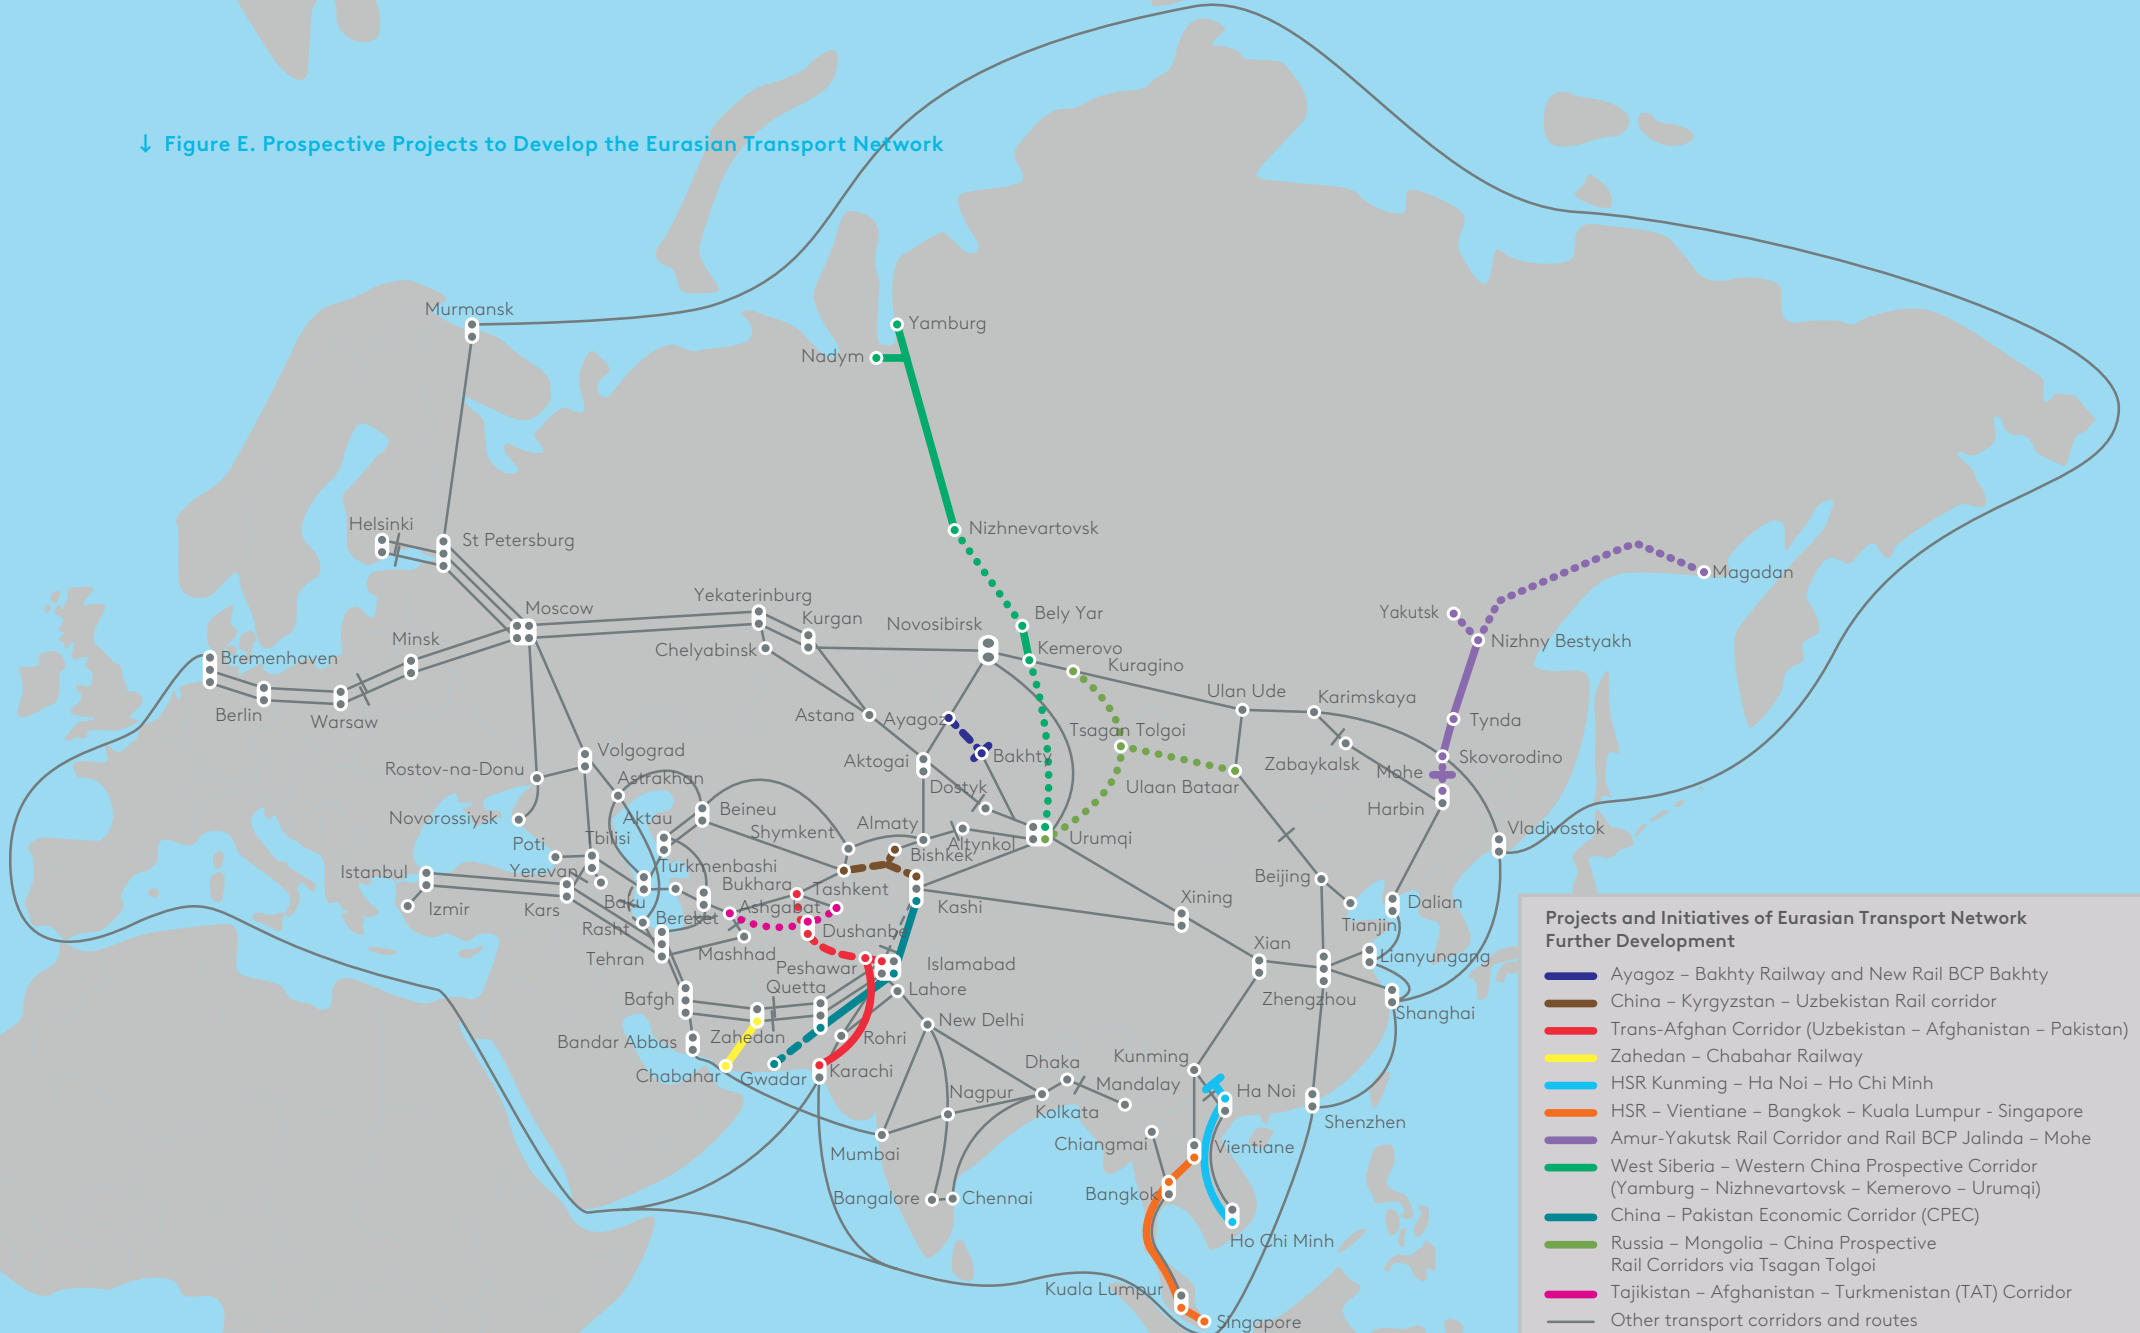 ↓ Figure E. Prospective Projects to Develop the Eurasian Transport Network
Murmansk
Yamburg
Nadym
Helsinki
St Petersburg
Nizhnevartovsk
Magadan
Yekaterinburg
Moscow
Kurgan
Novosibirsk
Bely Yar
Yakutsk
Minsk
Chelyabinsk
Kemerovo
Nizhny Bestyakh
Bremenhaven
Kuragino
Berlin
Warsaw
Astana
Ayagoz
Ulan Ude
Karimskaya
Tsagan Tolgoi
Tynda
Volgograd
Rostov-na-Donu
Astrakhan
Aktogai
Bakhty
Zabaykalsk
Skovorodino
Mohe
Dostyk
Ulaan Bataar
Novorossiysk
Aktau
Beineu
Harbin
Tbilisi
Shymkent
Almaty
Vladivostok
Poti
Altynkol
Urumqi
Bishkek
Istanbul
Yerevan
Turkmenbashi
Bukhara
Tashkent
Beijing
Izmir
Kars
Baku
Bereket
Ashgabat
Kashi
Xining
Dalian
Rasht
Dushanbe
Tianjin
Tehran
Mashhad
Peshawar
Islamabad
Xian
Lianyungang
Bafgh
Quetta
Lahore
Zhengzhou
Shanghai
Bandar Abbas
Zahedan
Rohri
New Delhi
Chabahar
Gwadar
Karachi
Dhaka
Kunming
Mandalay
Ha Noi
Nagpur
Kolkata
Shenzhen
Mumbai
Chiangmai
Vientiane
Bangalore
Chennai
Bangkok
Ho Chi Minh
Kuala Lumpur
Singapore
Projects and Initiatives of Eurasian Transport Network
Further Development
Ayagoz – Bakhty Railway and New Rail BCP Bakhty
China – Kyrgyzstan – Uzbekistan Rail corridor
Trans-Afghan Corridor (Uzbekistan – Afghanistan – Pakistan)
Zahedan – Chabahar Railway
HSR Kunming – Ha Noi – Ho Chi Minh
HSR – Vientiane – Bangkok – Kuala Lumpur - Singapore
Amur-Yakutsk Rail Corridor and Rail BCP Jalinda – Mohe
West Siberia – Western China Prospective Corridor
(Yamburg – Nizhnevartovsk – Kemerovo – Urumqi)
China – Pakistan Economic Corridor (CPEC)
Russia – Mongolia – China Prospective
Rail Corridors via Tsagan Tolgoi
Tajikistan – Afghanistan – Turkmenistan (TAT) Corridor
Other transport corridors and routes